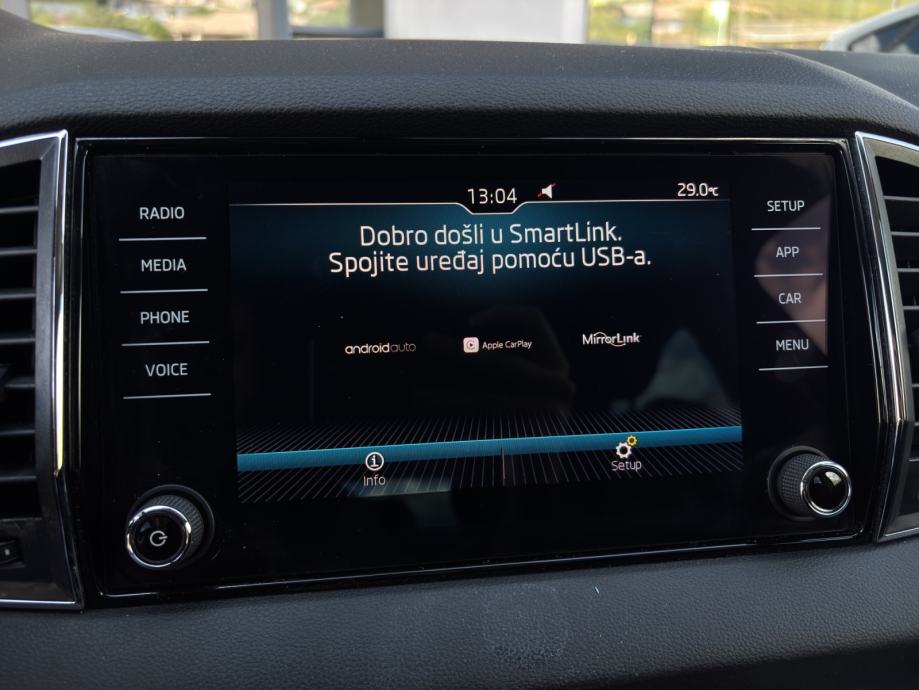 13:04
29.0°C
Dobro došli u SmartLink.
Spojite uređaj pomoću USB-a.
androidauto
Apple CarPlay
MirrorLink
Info
Setup
RADIO
MEDIA
PHONE
VOICE
SETUP
APP
CAR
MENU